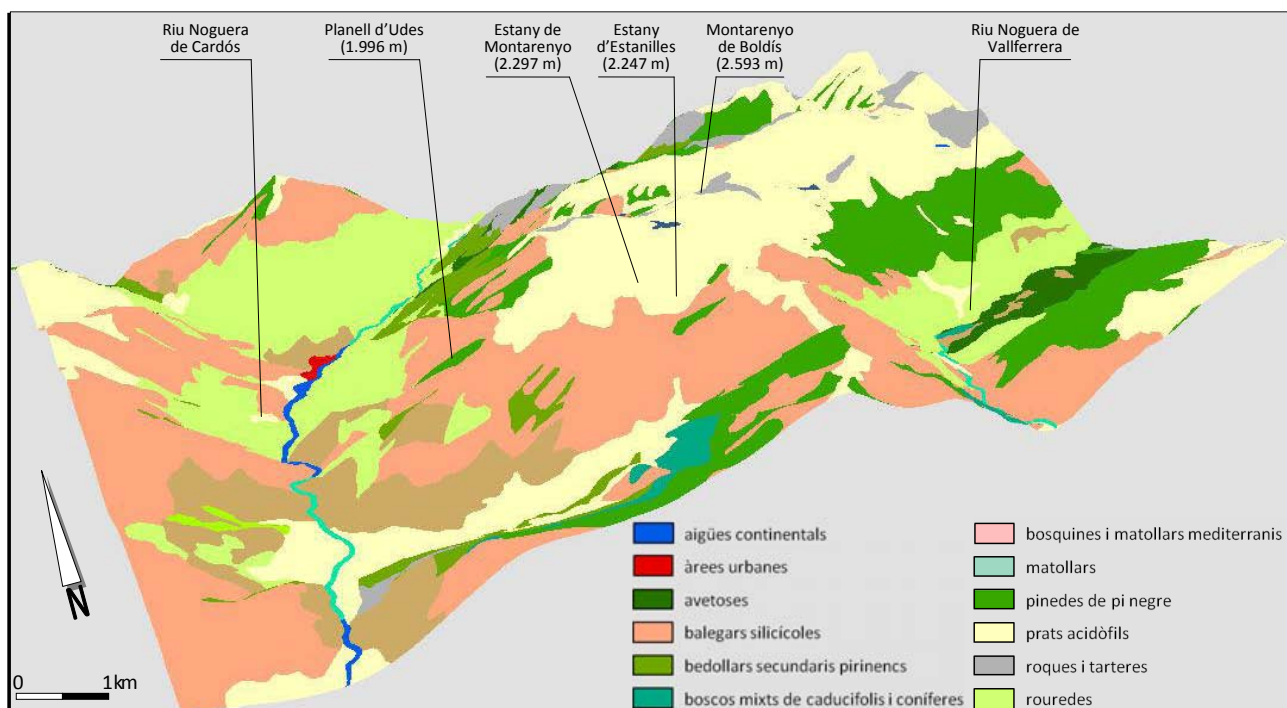 Riu Noguera
de Cardós
Planell d’Udes
(1.996 m)
Estany de
Montarenyo
(2.297 m)
Estany
d’Estanilles
(2.247 m)
Montarenyo
de Boldís
(2.593 m)
Riu Noguera de
Vallferrera
N
0 1km
aigües continentals
àrees urbanes
avetoses
balegars silicícoles
bedollars secundaris pirinencs
boscos mixts de caducifolis i coníferes
bosquines i matollars mediterranis
matollars
pinedes de pi negre
prats acidòfils
roques i tarteres
rouredes